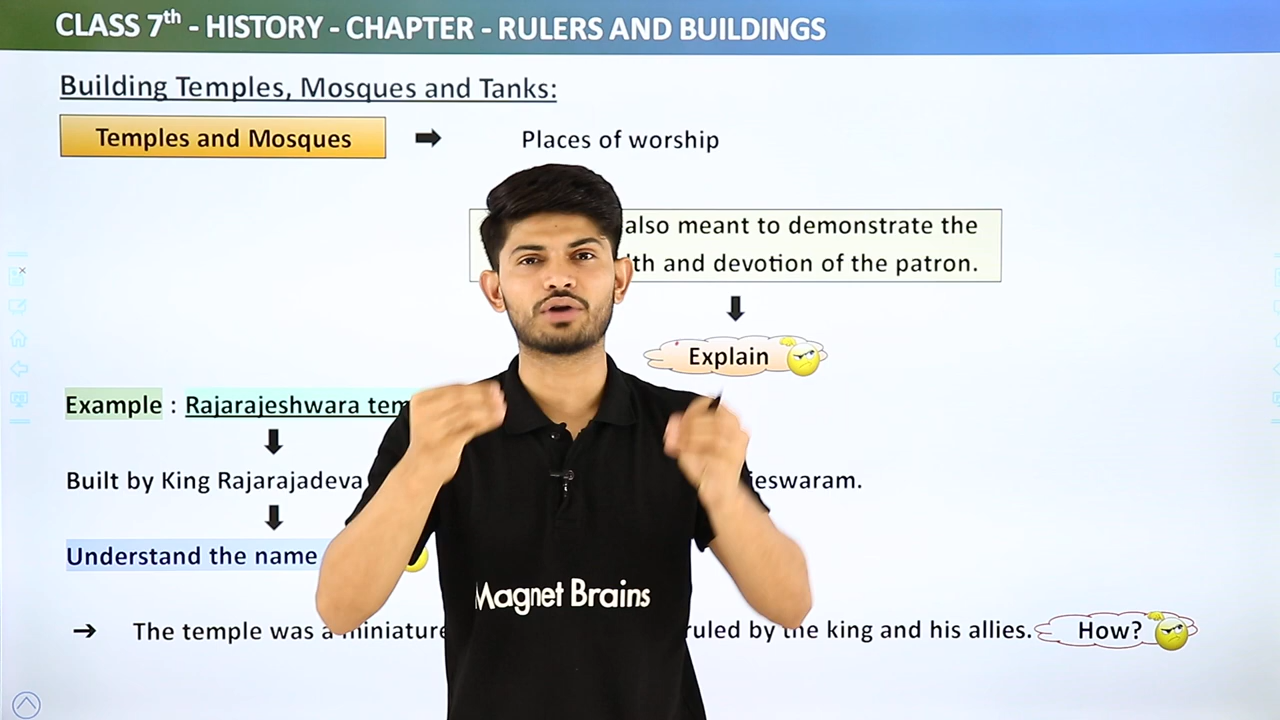 CLASS 7th - HISTORY - CHAPTER - RULERS AND BUILDINGS
Building Temples, Mosques and Tanks:
Temples and Mosques
Places of worship
also meant to demonstrate the
and devotion of the patron.
Explain
Example : Rajarajeshwara
Built by King Rajarajadeva
Understand the name
The temple was a miniature ruled by the king and his allies.
How?
Magnet Brains